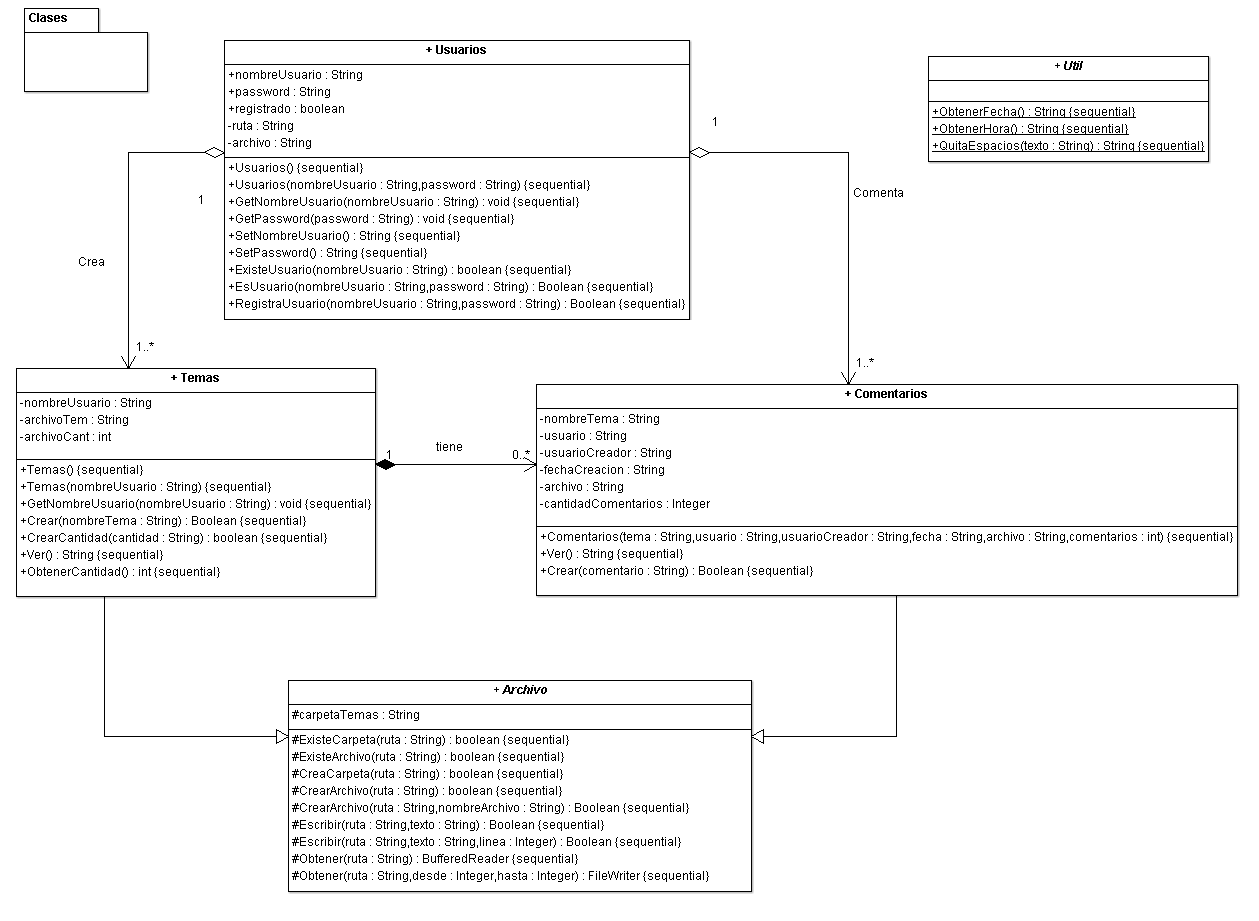 Clases
+ Usuarios
+nombreUsuario : String
+password : String
+registrado : boolean
-ruta : String
-archivo : String
+Usuarios() {sequential}
+Usuarios(nombreUsuario : String,password : String) {sequential}
+GetNombreUsuario(nombreUsuario : String) : void {sequential}
+GetPassword(password : String) : void {sequential}
+SetNombreUsuario() : String {sequential}
+SetPassword() : String {sequential}
+ExisteUsuario(nombreUsuario : String) : boolean {sequential}
+EsUsuario(nombreUsuario : String,password : String) : Boolean {sequential}
+RegistraUsuario(nombreUsuario : String,password : String) : Boolean {sequential}
+ Util
+ObtenerFecha() : String {sequential}
+ObtenerHora() : String {sequential}
+QuitaEspacios(texto : String) : String {sequential}
1
Comenta
1..*
1
Crea
1..*
+ Temas
-nombreUsuario : String
-archivoTem : String
-archivoCant : int
+Temas() {sequential}
+Temas(nombreUsuario : String) {sequential}
+GetNombreUsuario(nombreUsuario : String) : void {sequential}
+Crear(nombreTema : String) : Boolean {sequential}
+CrearCantidad(cantidad : String) : boolean {sequential}
+Ver() : String {sequential}
+ObtenerCantidad() : int {sequential}
1
tiene
0..*
+ Comentarios
-nombreTema : String
-usuario : String
-usuarioCreador : String
-fechaCreacion : String
-archivo : String
-cantidadComentarios : Integer
+Comentarios(tema : String,usuario : String,usuarioCreador : String,fecha : String,archivo : String,comentarios : int) {sequential}
+Ver() : String {sequential}
+Crear(comentario : String) : Boolean {sequential}
+ Archivo
#carpetaTemas : String
#ExisteCarpeta(ruta : String) : boolean {sequential}
#ExisteArchivo(ruta : String) : boolean {sequential}
#CreaCarpeta(ruta : String) : boolean {sequential}
#CrearArchivo(ruta : String) : boolean {sequential}
#CrearArchivo(ruta : String,nombreArchivo : String) : Boolean {sequential}
#Escribir(ruta : String,texto : String) : Boolean {sequential}
#Escribir(ruta : String,texto : String,linea : Integer) : Boolean {sequential}
#Obtener(ruta : String) : BufferedReader {sequential}
#Obtener(ruta : String,desde : Integer,hasta : Integer) : FileWriter {sequential}